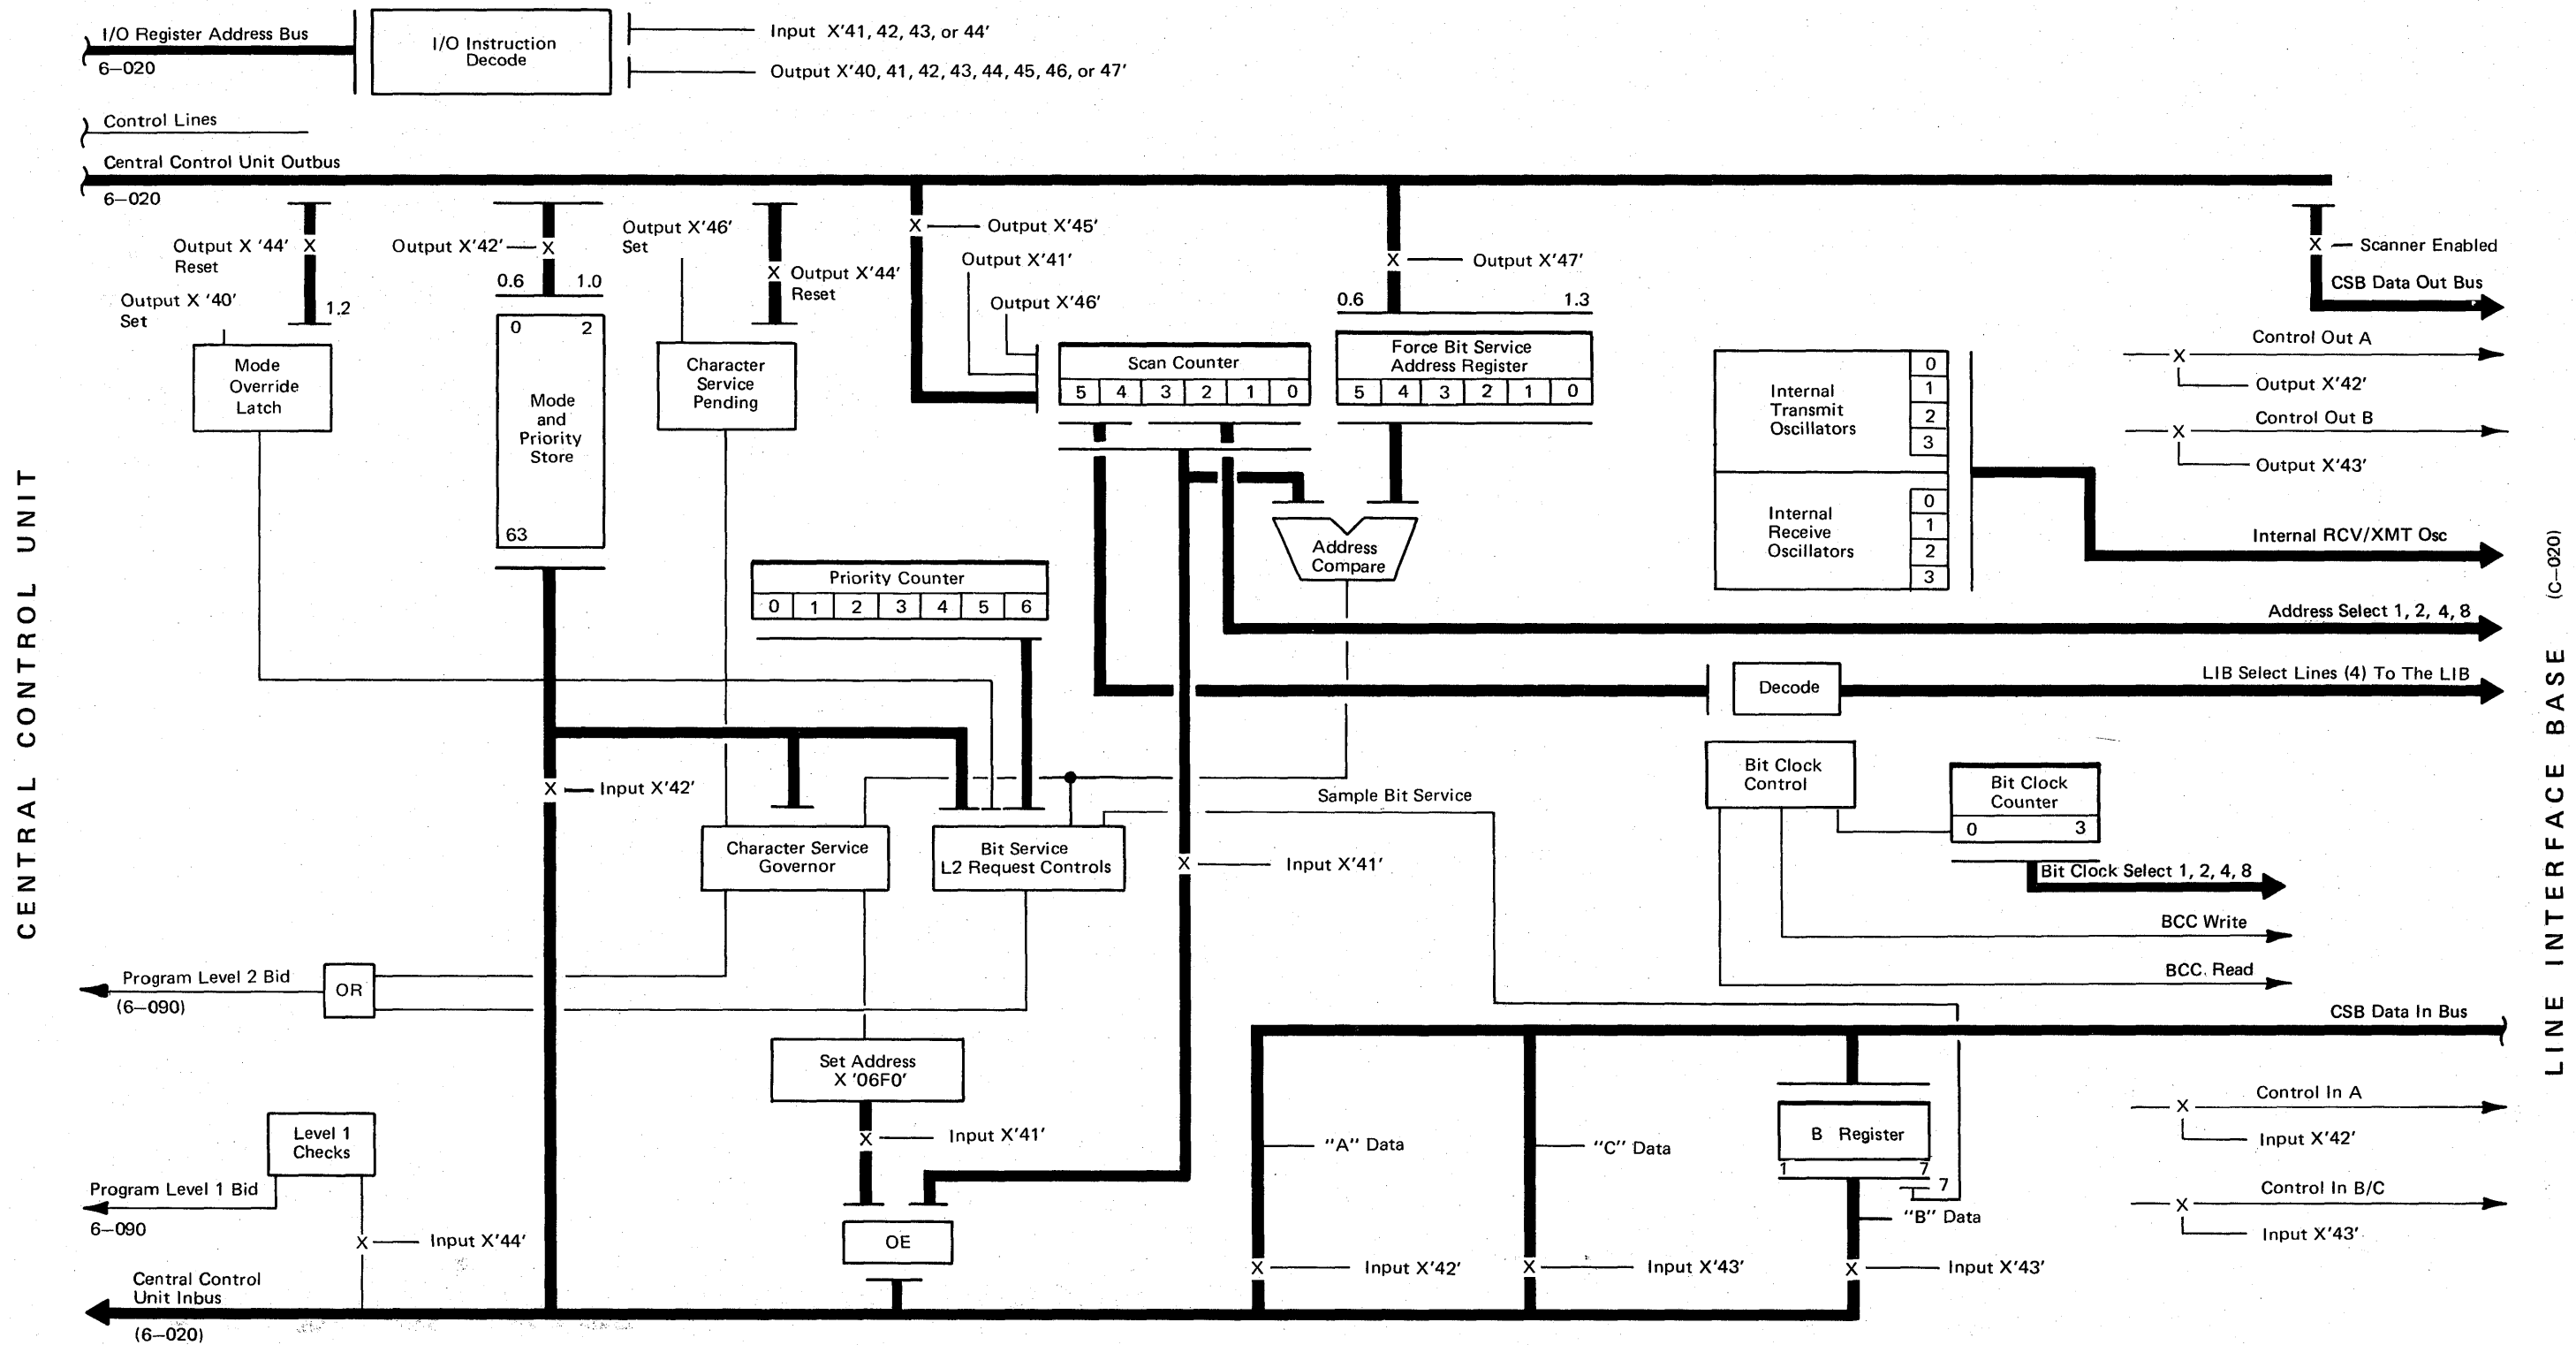 I/O Register Address Bus
6–020
I/O Instruction
Decode
Input X'41, 42, 43, or 44'
Output X'40, 41, 42, 43, 44, 45, 46, or 47'
Control Lines
Central Control Unit Outbus
6–020
Output X '44'
Reset
Output X '40'
Set
1.2
Mode
Override
Latch
Output X'42'
0.6 1.0
0 2
Mode
and
Priority
Store
63
Output X'46'
Set
Output X'44'
Reset
Character
Service
Pending
Output X'45'
Output X'41'
Output X'46'
Scan Counter
5 4 3 2 1 0
Output X'47'
0.6 1.3
Force Bit Service
Address Register
5 4 3 2 1 0
Address
Compare
Internal
Transmit
Oscillators
0
1
2
3
Internal
Receive
Oscillators
0
1
2
3
X — Scanner Enabled
CSB Data Out Bus
Control Out A
Output X'42'
Control Out B
Output X'43'
Internal RCV/XMT Osc
Address Select 1, 2, 4, 8
LIB Select Lines (4) To The LIB
Decode
Priority Counter
0 1 2 3 4 5 6
Input X'42'
Character Service
Governor
Bit Service
L2 Request Controls
Sample Bit Service
Input X'41'
Bit Clock
Control
Bit Clock
Counter
0 3
Bit Clock Select 1, 2, 4, 8
BCC Write
BCC. Read
Program Level 2 Bid
(6–090)
OR
Set Address
X '06F0'
Input X'41'
OE
CSB Data In Bus
"A" Data
"C" Data
B Register
1 7
7
"B" Data
Input X'42'
Input X'43'
Input X'43'
Control In A
Input X'42'
Control In B/C
Input X'43'
Level 1
Checks
Program Level 1 Bid
6–090
Input X'44'
Central Control
Unit Inbus
(6–020)
CENTRAL CONTROL UNIT
LINE INTERFACE BASE (C–020)